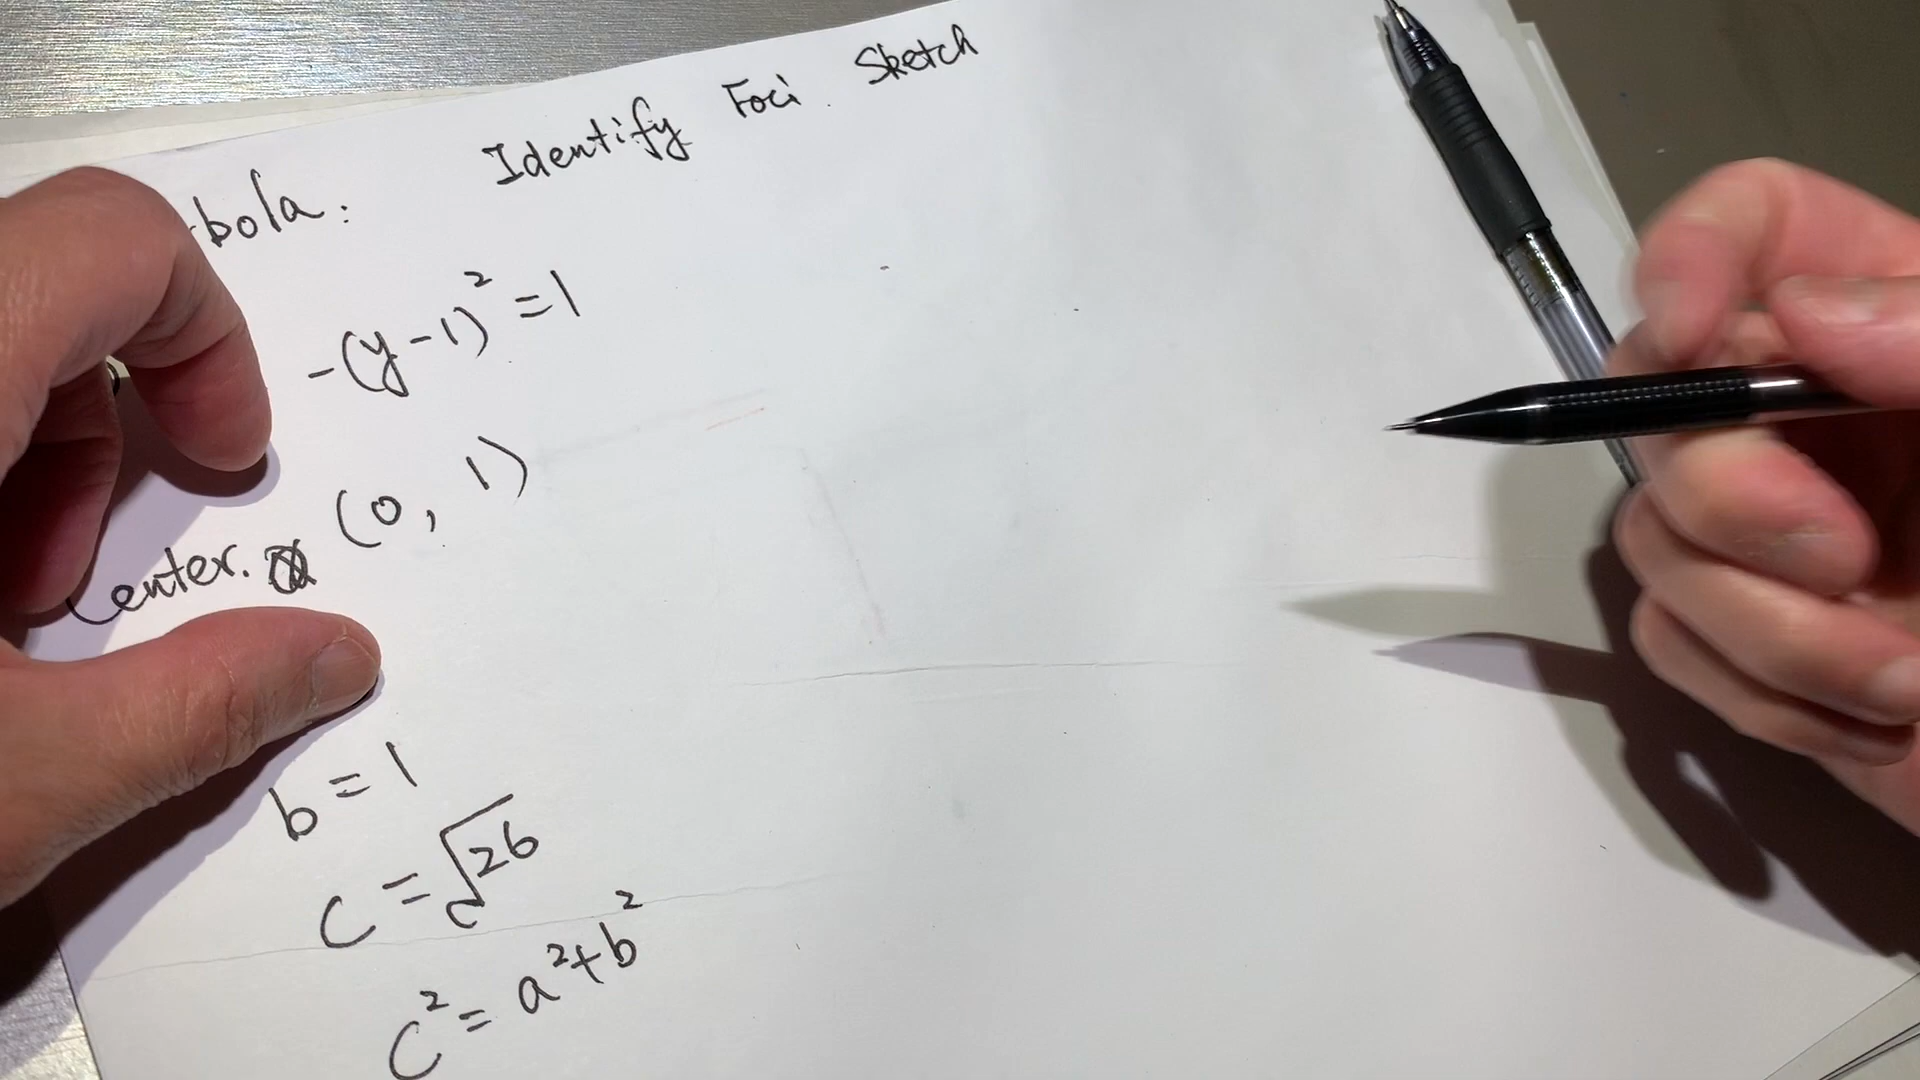 Identify Foci. Sketch
bola:
-(y-1)² = 1
(0, 1)
Center.
b = 1
c = √26
c² = a² + b²